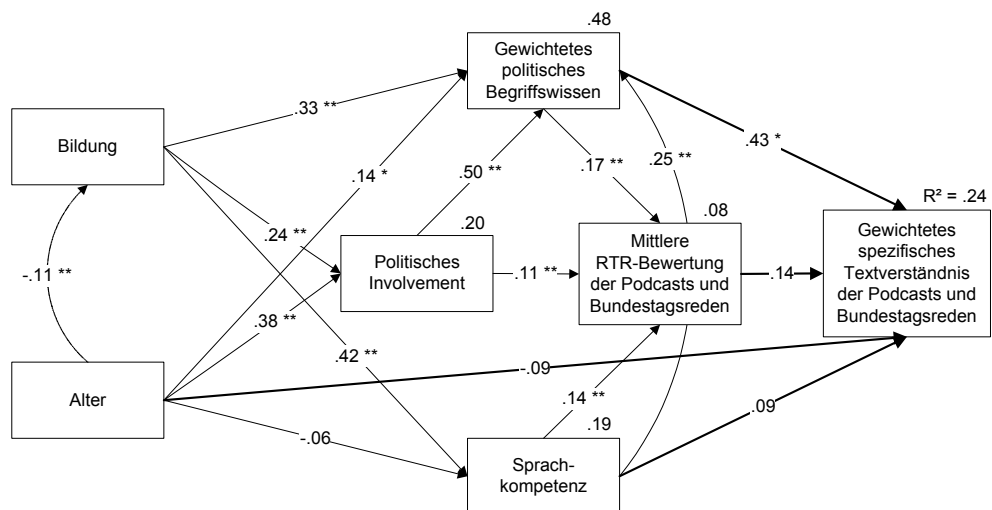 .48
Gewichtetes
politisches
Begriffswissen
.33 **
Bildung
.14 *
.50 **
.17 **
.25 **
.43 *
.24 **
.20
.08
R² = .24
Politisches
Involvement
Mittlere
RTR-Bewertung
der Podcasts und
Bundestagsreden
Gewichtetes
spezifisches
Textverständnis
der Podcasts und
Bundestagsreden
-.11 **
.11 **
.14
.38 **
.42 **
-.09
Alter
.14 **
.09
-.06
.19
Sprach-
kompetenz